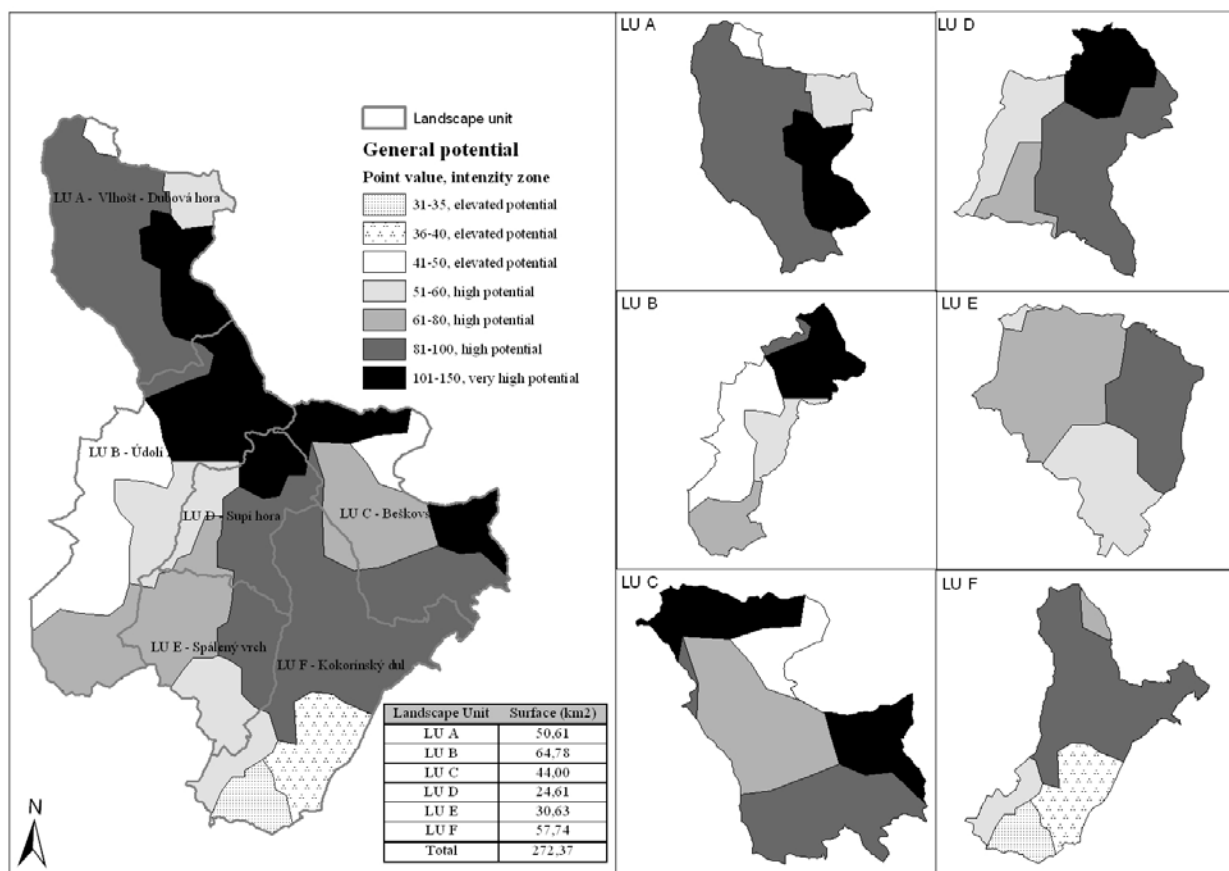 Landscape unit
General potential
Point value, intenzity zone
31-35, elevated potential
36-40, elevated potential
41-50, elevated potential
51-60, high potential
61-80, high potential
81-100, high potential
101-150, very high potential
LU A - Vlhošt - Dubová hora
LU B - Údolí
LU D - Supí hora
LU C - Beškovs
LU E - Spálený vrch
LU F - Kokorínský dul
Landscape Unit Surface (km2)
LU A 50,61
LU B 64,78
LU C 44,00
LU D 24,61
LU E 30,63
LU F 57,74
Total 272,37
N
LU A
LU D
LU B
LU E
LU C
LU F